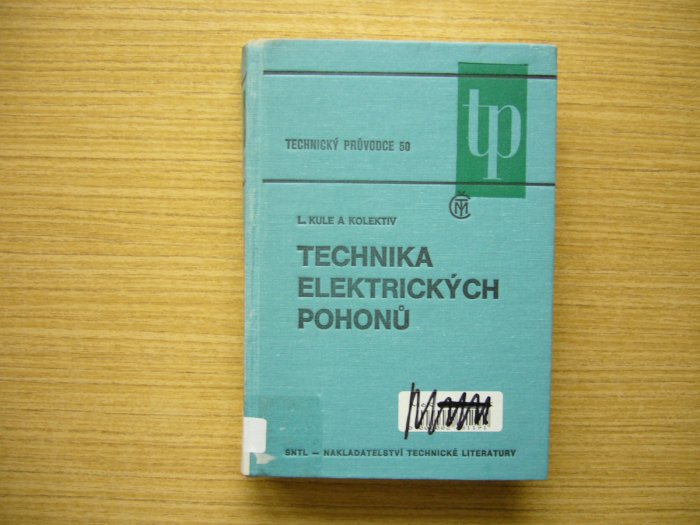 tp
TECHNICKÝ PRŮVODCE 50
L. KULE A KOLEKTIV
TECHNIKA
ELEKTRICKÝCH
POHONŮ
SNTL – NAKLADATELSTVÍ TECHNICKÉ LITERATURY